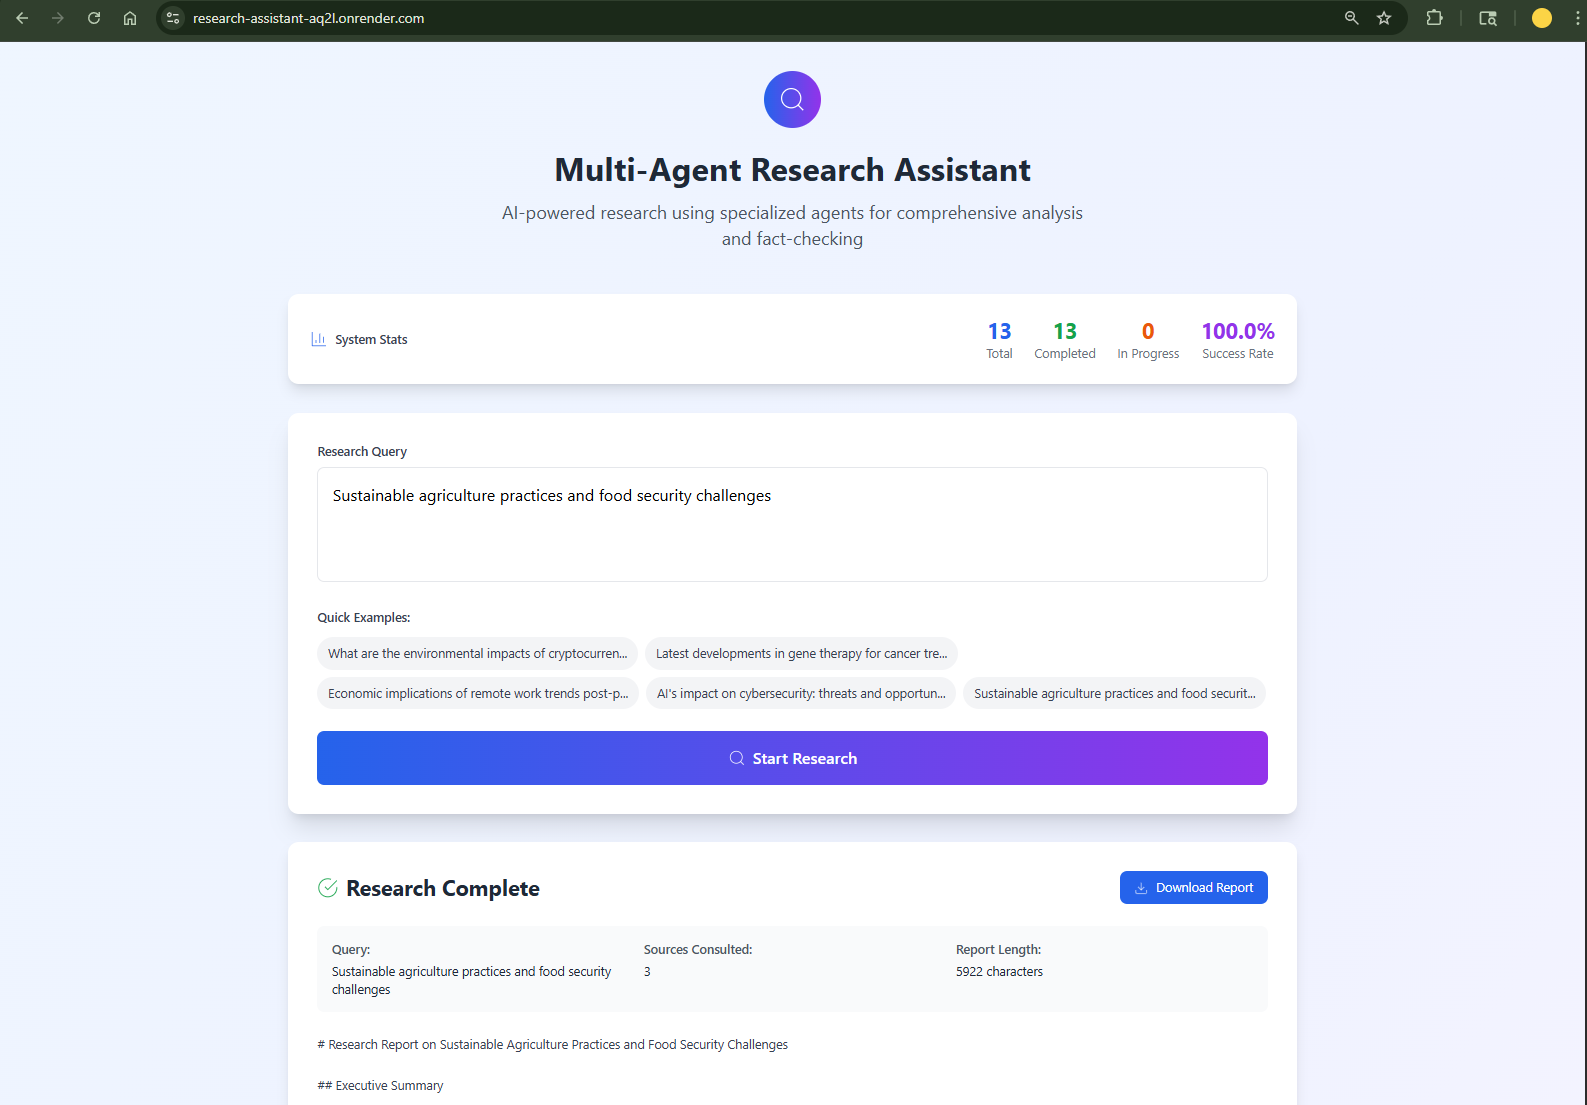 research-assistant-aq2l.onrender.com
Multi-Agent Research Assistant
AI-powered research using specialized agents for comprehensive analysis
and fact-checking
System Stats
13
Total
13
Completed
0
In Progress
100.0%
Success Rate
Research Query
Sustainable agriculture practices and food security challenges
Quick Examples:
What are the environmental impacts of cryptocurren...
Latest developments in gene therapy for cancer tre...
Economic implications of remote work trends post-p...
AI's impact on cybersecurity: threats and opportun...
Sustainable agriculture practices and food securit...
Start Research
Research Complete
Download Report
Query:
Sustainable agriculture practices and food security
challenges
Sources Consulted:
3
Report Length:
5922 characters
# Research Report on Sustainable Agriculture Practices and Food Security Challenges
## Executive Summary